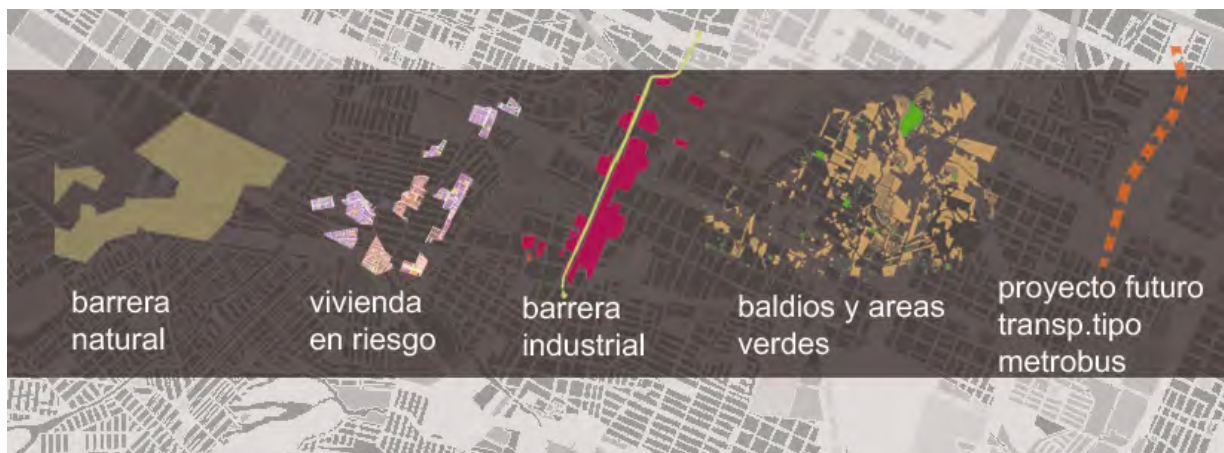 barrera
natural
vivienda
en riesgo
barrera
industrial
baldios y areas
verdes
proyecto futuro
transp.tipo
metrobus